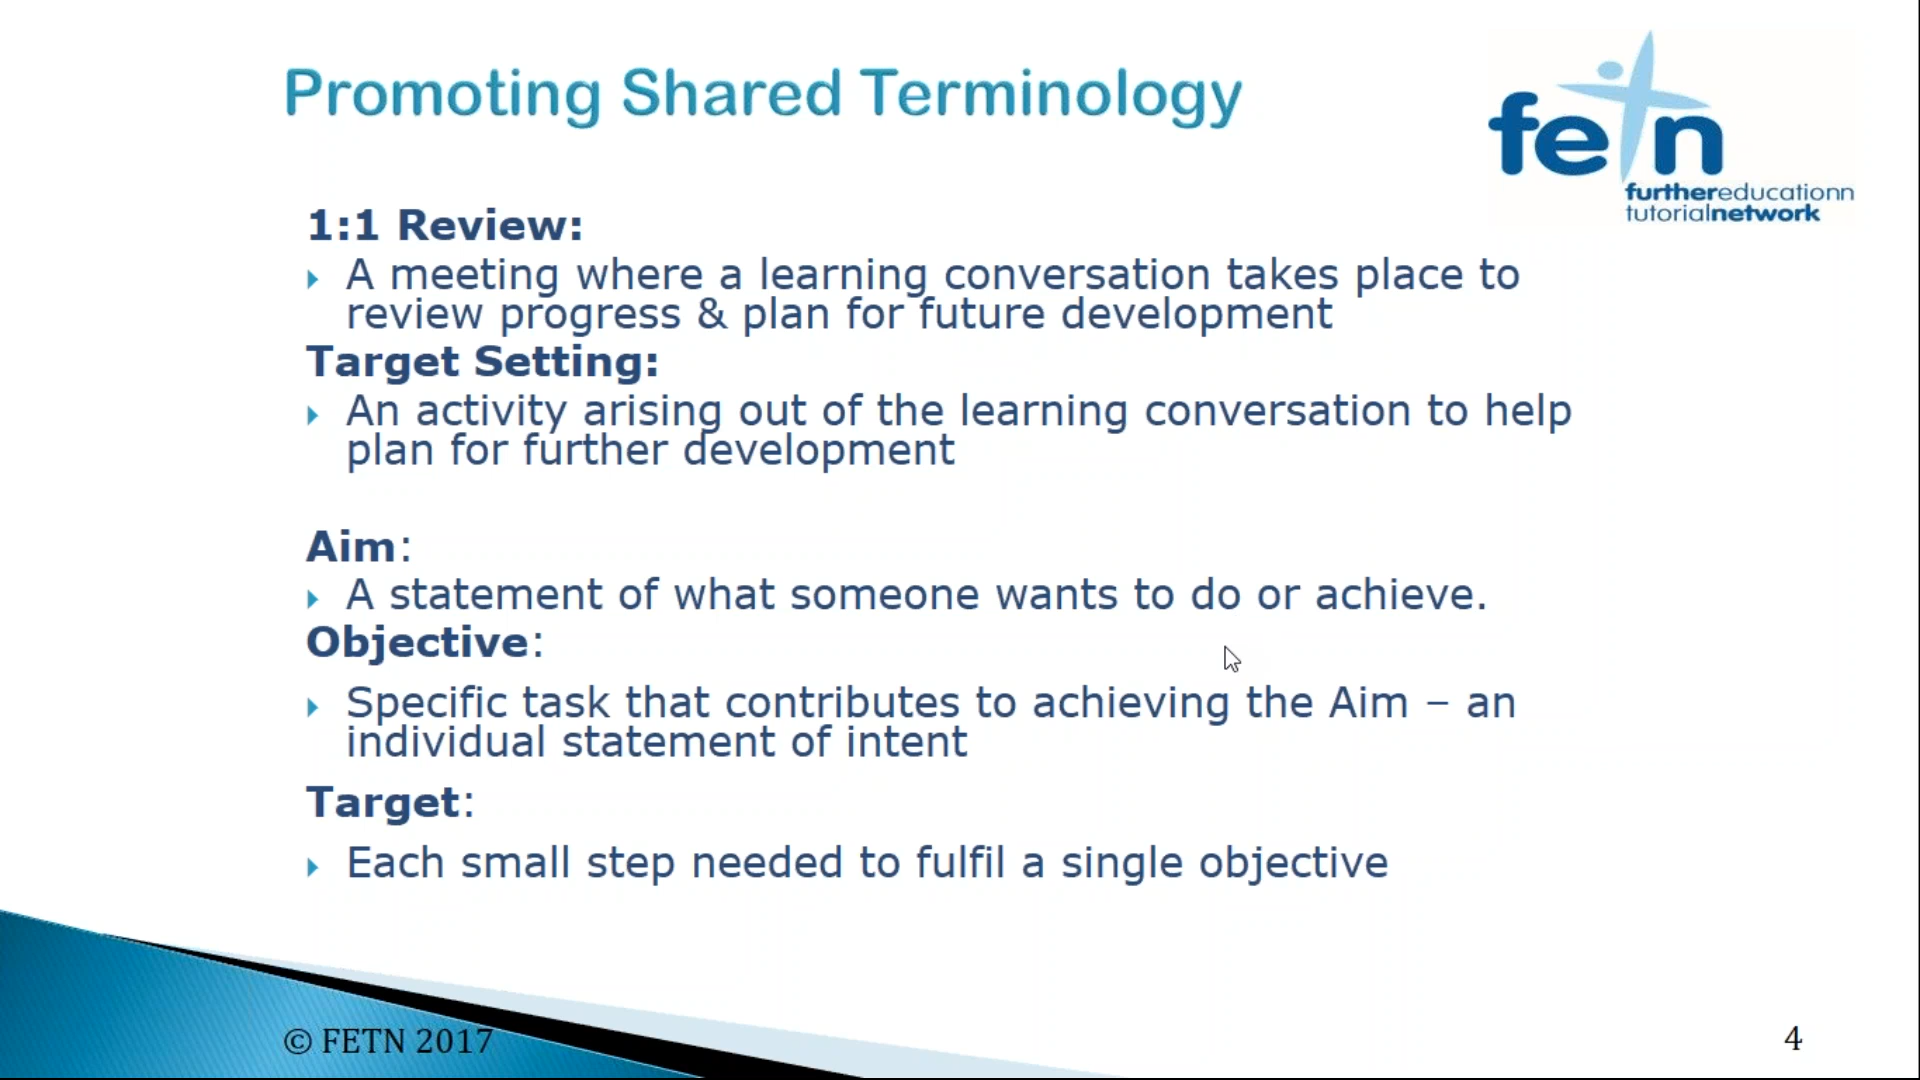 Promoting Shared Terminology
fetn
furthereducationn
tutorialnetwork
1:1 Review:
A meeting where a learning conversation takes place to
review progress & plan for future development
Target Setting:
An activity arising out of the learning conversation to help
plan for further development
Aim:
A statement of what someone wants to do or achieve.
Objective:
Specific task that contributes to achieving the Aim – an
individual statement of intent
Target:
Each small step needed to fulfil a single objective
© FETN 2017
4